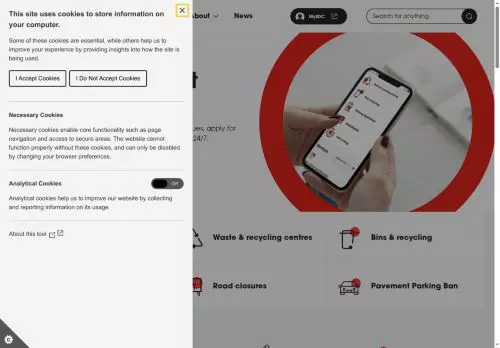 This site uses cookies to store information on
your computer.
Some of these cookies are essential, while others help us to
improve your experience by providing insights into how the site is
being used.
I Accept Cookies
I Do Not Accept Cookies
Necessary Cookies
Necessary cookies enable core functionality such as page
navigation and access to secure areas. The website cannot
function properly without these cookies, and can only be disabled
by changing your browser preferences.
Analytical Cookies
Off
Analytical cookies help us to improve our website by collecting
and reporting information on its usage.
About this tool
About
News
Search for anything
t
ues, apply for
24/7.
Waste & recycling centres
Bins & recycling
Road closures
Pavement Parking Ban